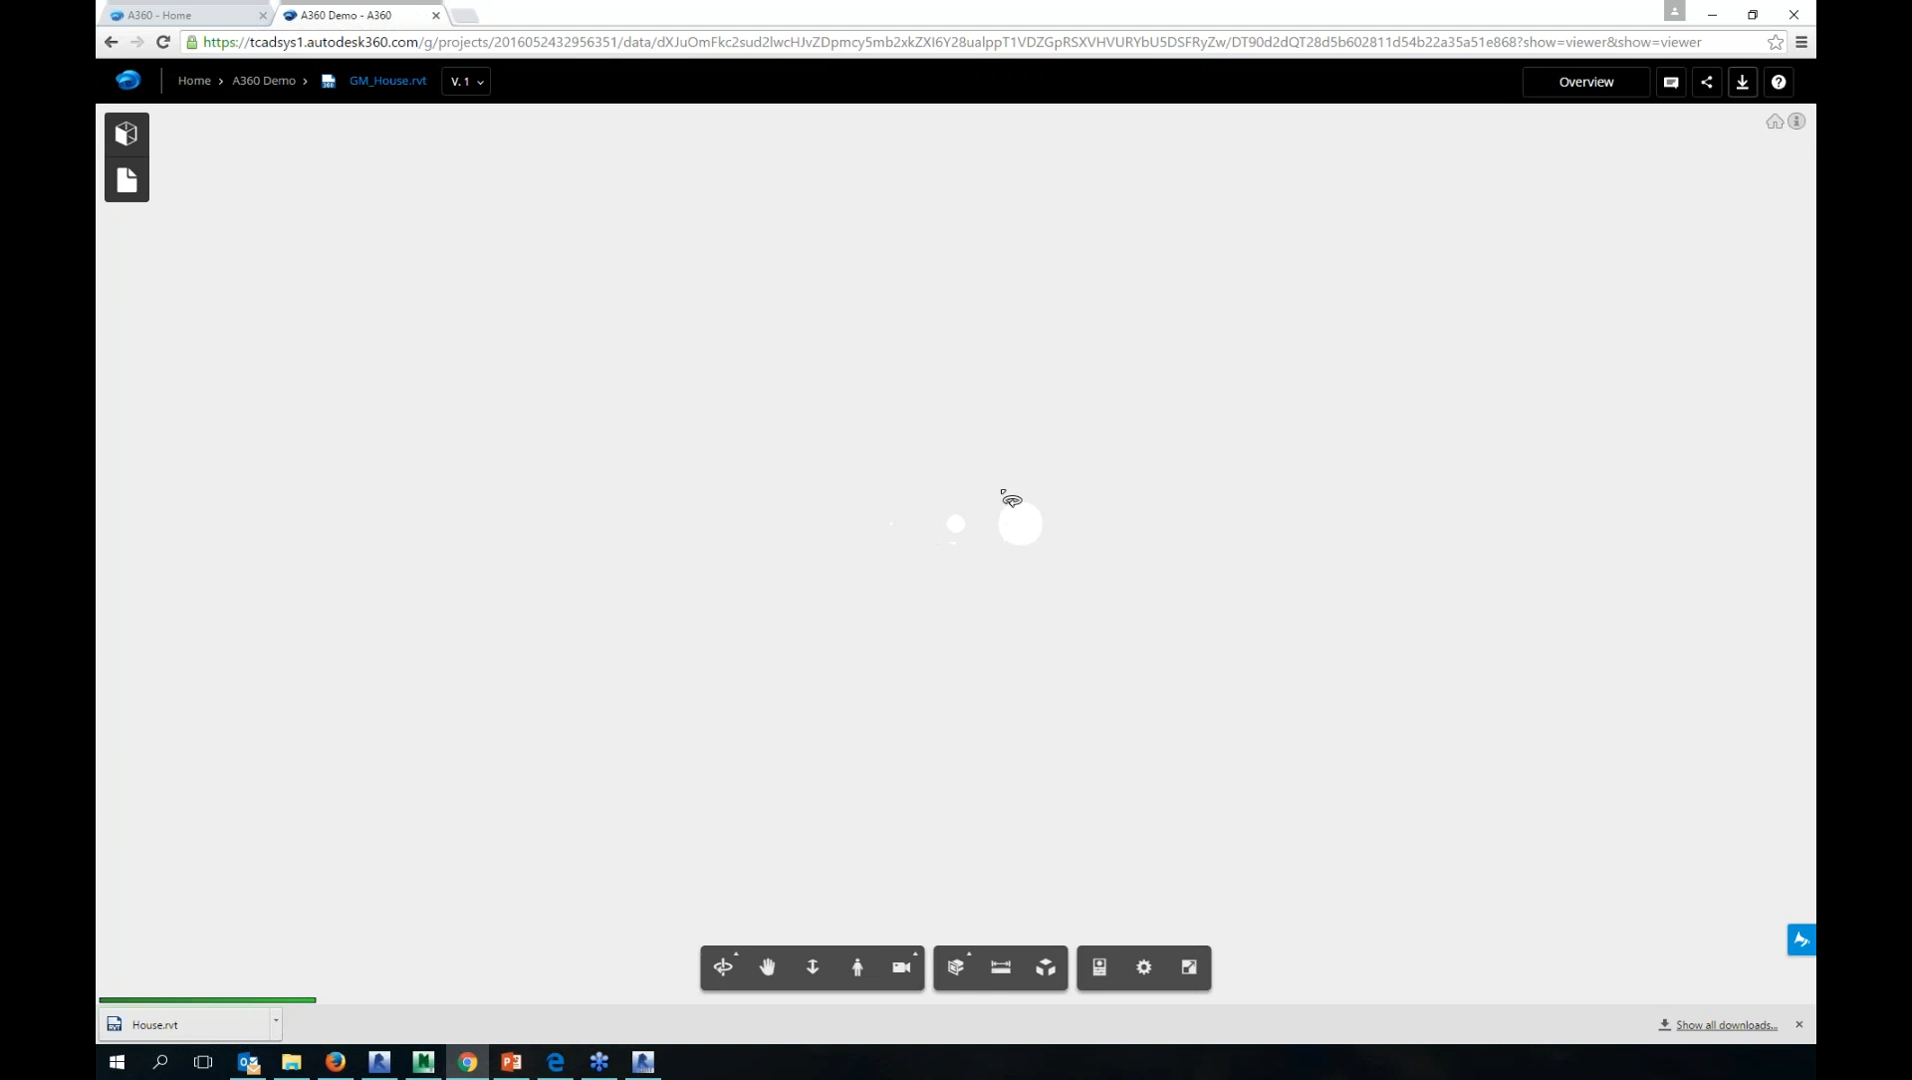 A360 - Home
A360 Demo - A360
https://tcadsys1.autodesk360.com/g/projects/2016052432956351/data/dXJuOmFkc2sud2lwcHJvZDpmcy5mb2xkZXI6Y28ualppT1VDZGpRSXVHVURYbU5DSFRyZw/DT90d2dQT28d5b602811d54b22a35a51e868?show=viewer&show=viewer
Home > A360 Demo > GM_House.rvt V. 1
Overview
House.rvt
Show all downloads...